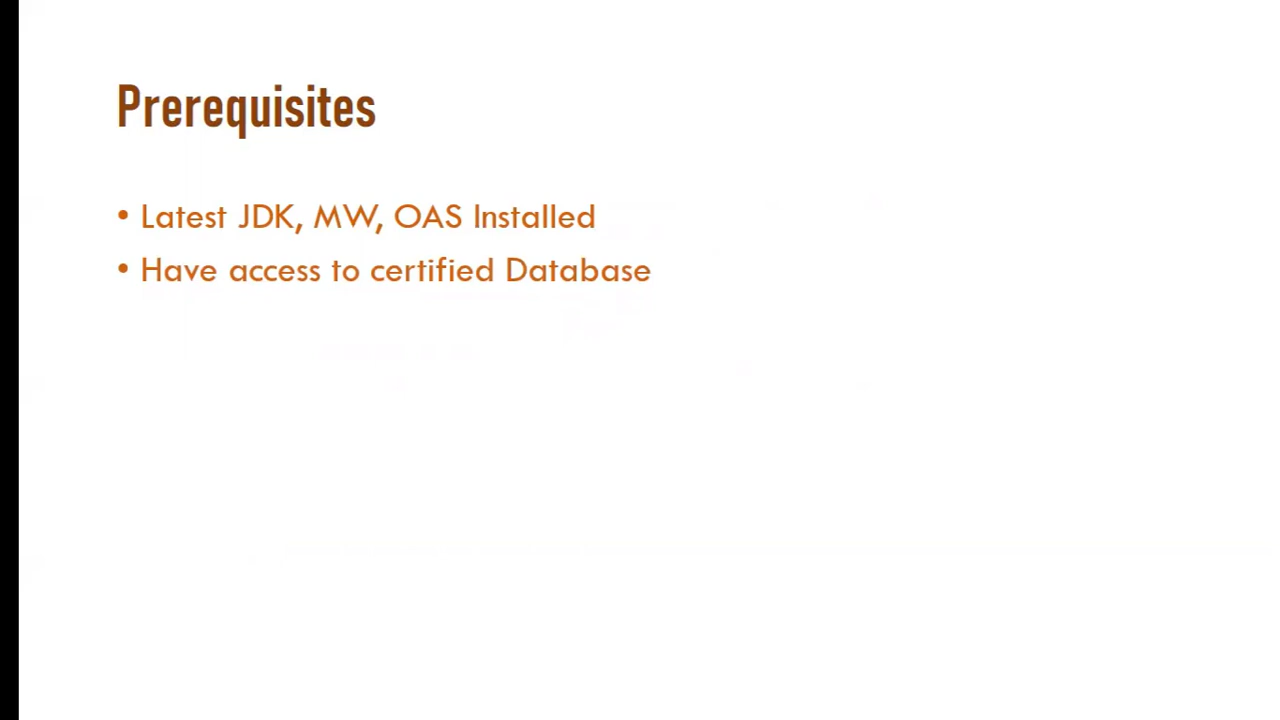 Prerequisites
• Latest JDK, MW, OAS Installed
• Have access to certified Database